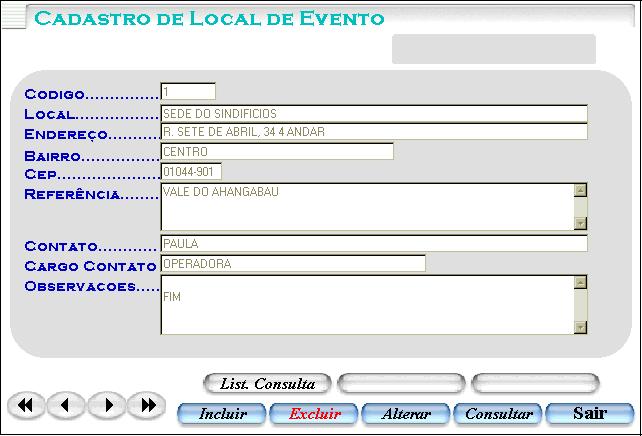 Cadastro de Local de Evento
Codigo............... 1
Local................. SEDE DO SINDIFICIOS
Endereço........... R. SETE DE ABRIL, 34 4 ANDAR
Bairro................ CENTRO
Cep..................... 01044-901
Referência........ VALE DO AHANGABAU
Contato............ PAULA
Cargo Contato OPERADORA
Observacoes..... FIM
List. Consulta
Incluir Excluir Alterar Consultar Sair